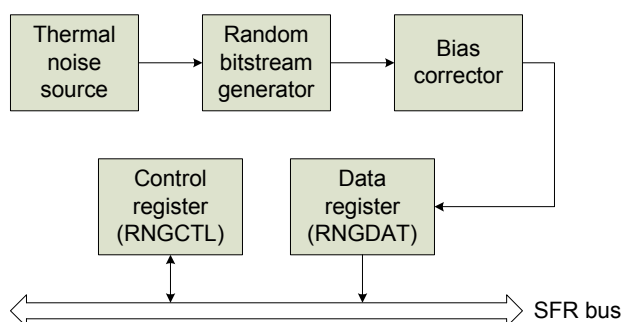 Thermal
noise
source
Random
bitstream
generator
Bias
corrector
Control
register
(RNGCTL)
Data
register
(RNGDAT)
SFR bus